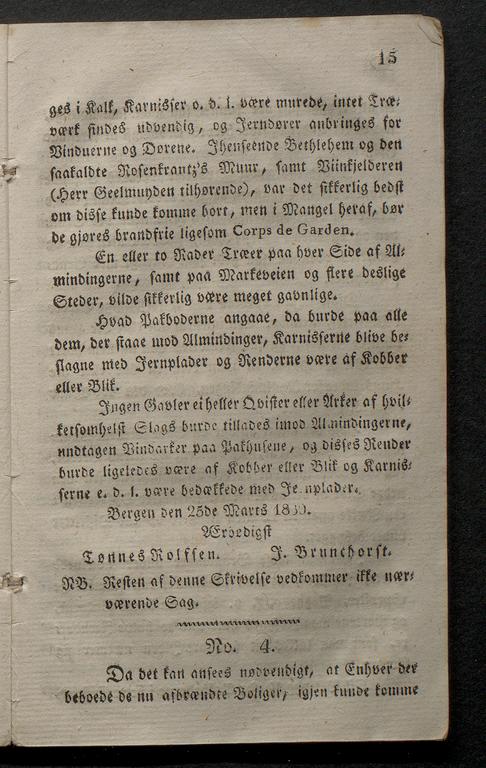 15
ges i Kalk, Karnisser o. d. l. være murede, intet Træ-
værk findes udvendig, og Jerndører anbringes for
Vinduerne og Dørene. Ihenseende Bethlehem og den
saakaldte Rosenkrantz's Muur, samt Viinkjelderen
(Herr Geelmuyden tilhørende), var det sikkerlig bedst
om disse kunde komme bort, men i Mangel heraf, bør
de gjøres brandfrie ligesom Corps de Garden.
En eller to Rader Træer paa hver Side af Al-
mindingerne, samt paa Markeveien og flere deslige
Steder, vilde sikkerlig være meget gavnlige.
Hvad Pakboderne angaae, da burde paa alle
dem, der staae mod Almindinger, Karnisserne blive be-
slagne med Jernplader og Renderne være af Kobber
eller Blik.
Ingen Gavler ei heller Qvister eller Arker af hvil-
ketsomhelst Slags burde tillades imod Almindingerne,
undtagen Vindarker paa Pakhusene, og disses Render
burde ligeledes være af Kobber eller Blik og Karnis-
serne e. d. l. være bedækkede med Jernplader.
Bergen den 25de Marts 1830.
Ærbødigst
Tønnes Rolfsen. J. Brunchorst.
NB. Resten af denne Skrivelse vedkommer ikke nær-
værende Sag.
No. 4.
Da det kan ansees nødvendigt, at Enhver der
beboede de nu afbrændte Boliger, igjen kunde komme